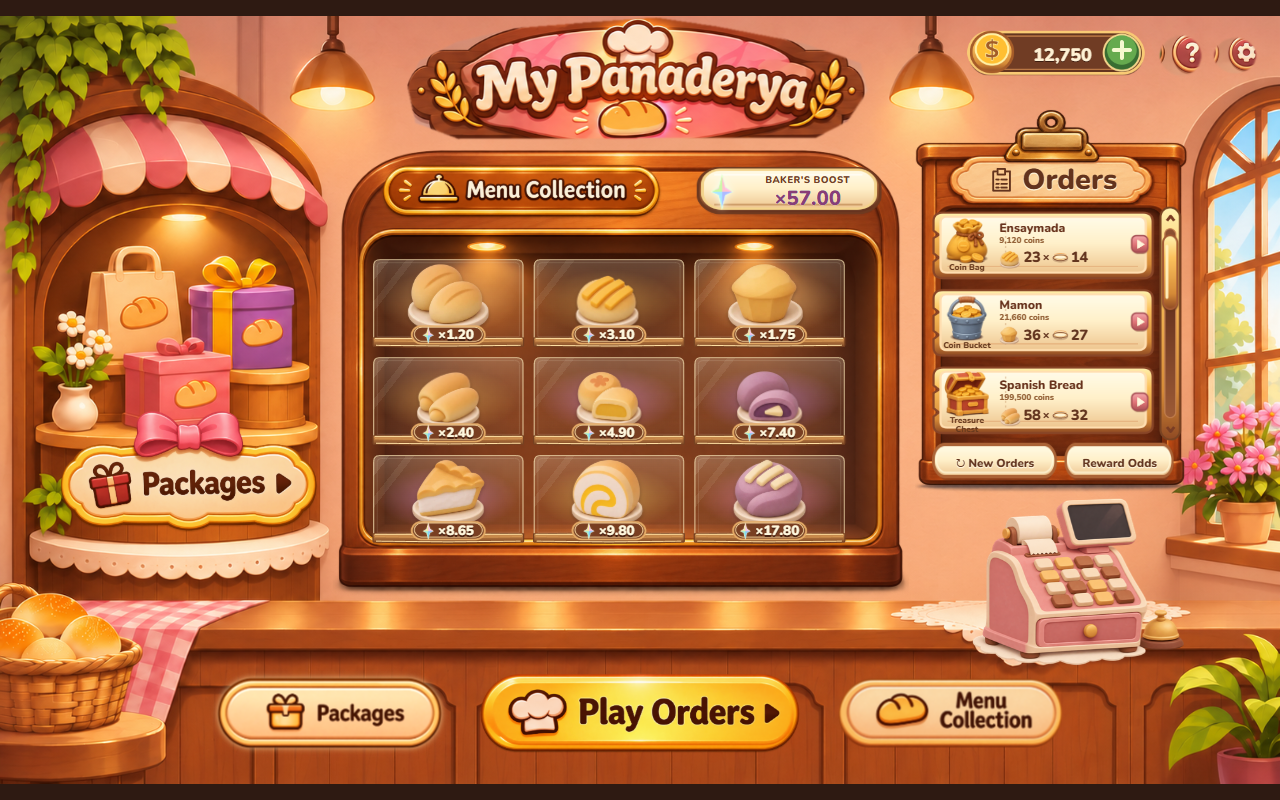 My Panaderya
$ 12,750 + ?
Menu Collection
BAKER'S BOOST
×57.00
×1.20
×3.10
×1.75
×2.40
×4.90
×7.40
×8.65
×9.80
×17.80
Orders
Ensaymada
9,120 coins
23 × 14
Coin Bag
Mamon
21,660 coins
36 × 27
Coin Bucket
Spanish Bread
199,500 coins
58 × 32
Treasure
Chest
↻ New Orders
Reward Odds
Packages
Packages
Play Orders
Menu
Collection